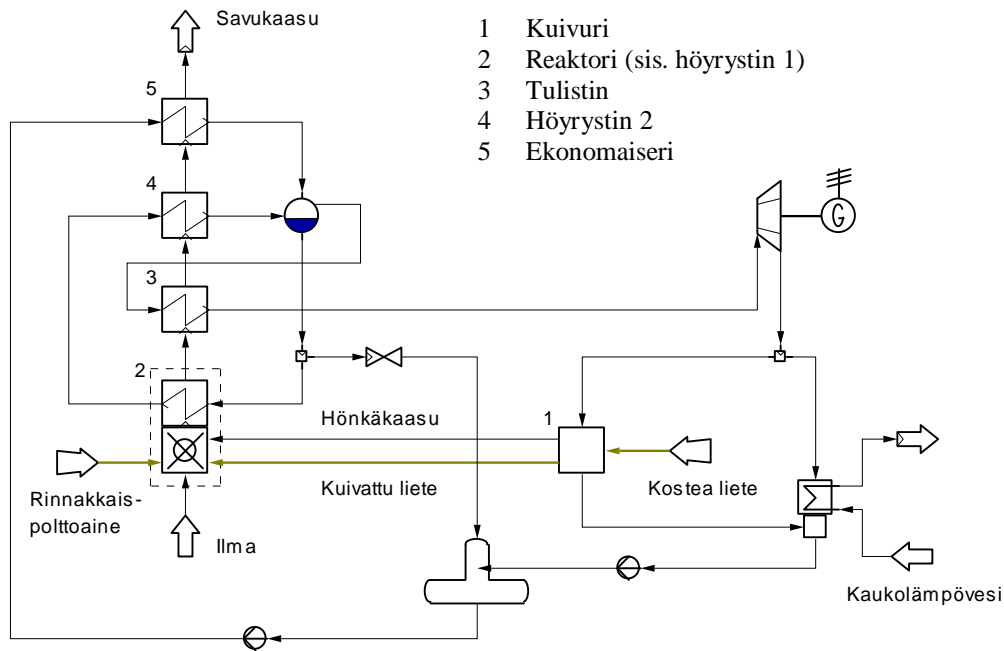 Savukaasu
1 Kuivuri
2 Reaktori (sis. höyrystin 1)
3 Tulistin
4 Höyrystin 2
5 Ekonomaiseri
5
4
G
3
2
Hönkäkaasu
1
Kuivattu liete
Kostea liete
Rinnakkais-
polttoaine
Ilma
Kaukolämpövesi